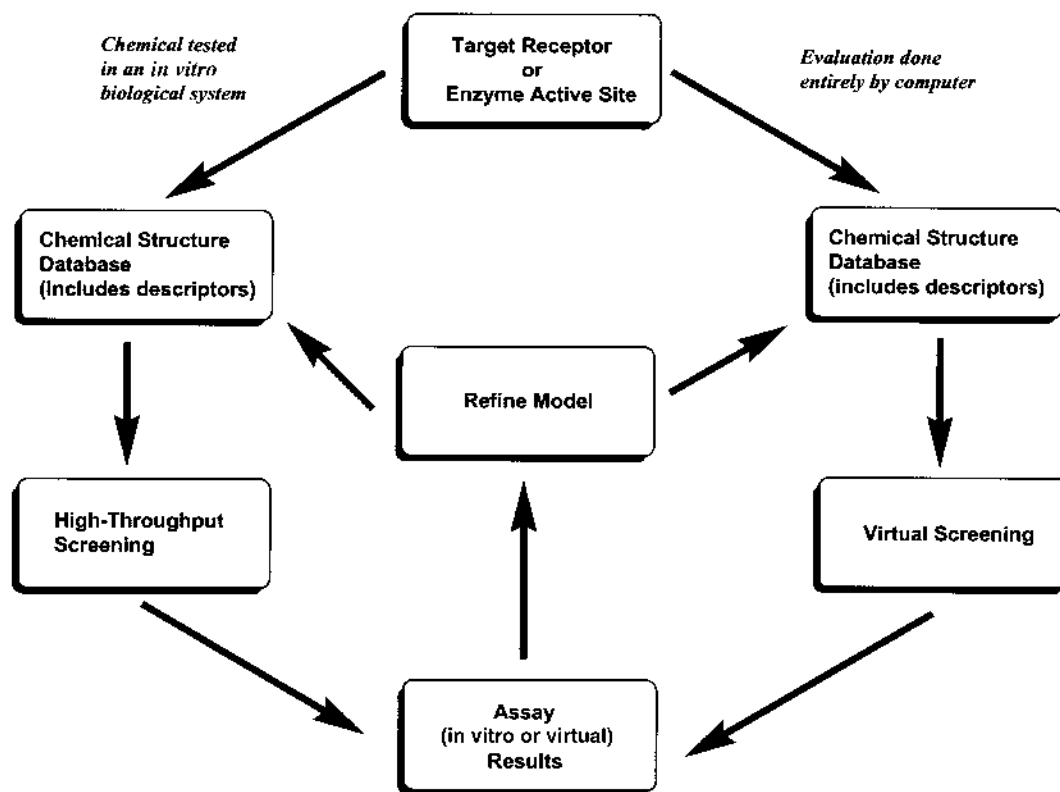 Chemical tested
in an in vitro
biological system
Target Receptor
or
Enzyme Active Site
Evaluation done
entirely by computer
Chemical Structure
Database
(includes descriptors)
Chemical Structure
Database
(includes descriptors)
Refine Model
High-Throughput
Screening
Virtual Screening
Assay
(in vitro or virtual)
Results